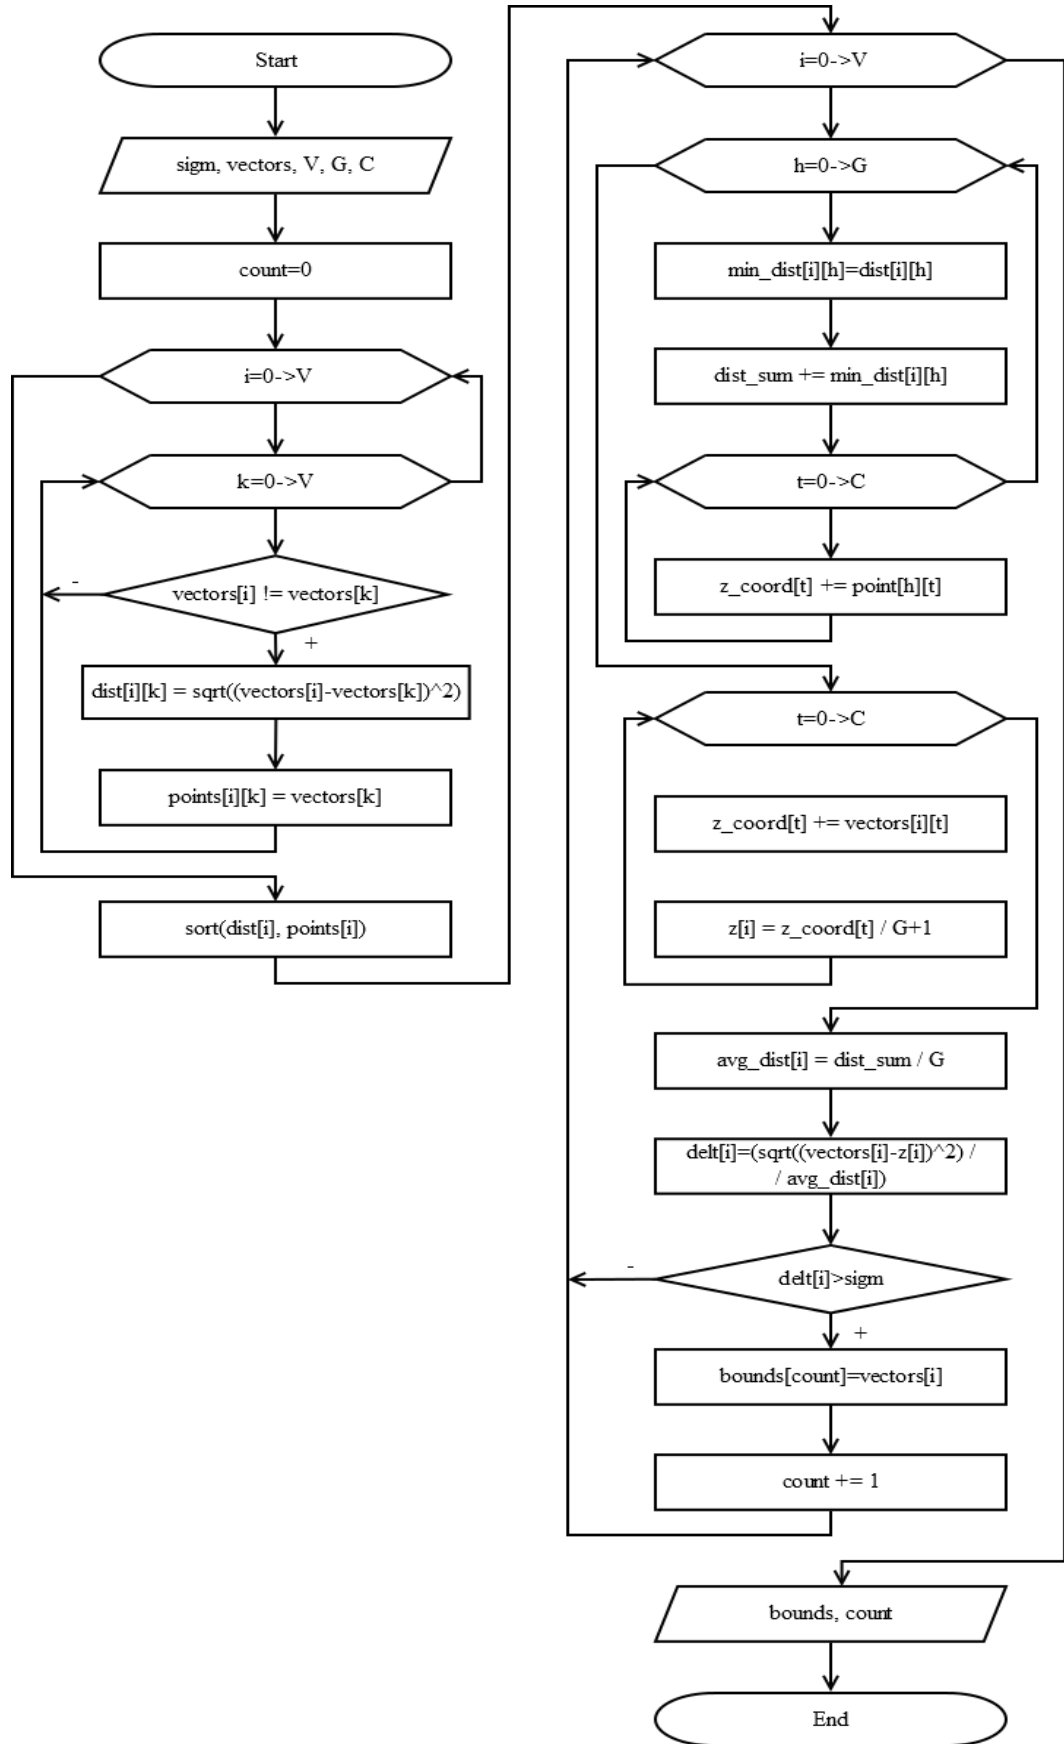 Start
sigm, vectors, V, G, C
count=0
i=0->V
k=0->V
-
vectors[i] != vectors[k]
+
dist[i][k] = sqrt((vectors[i]-vectors[k])^2)
points[i][k] = vectors[k]
sort(dist[i], points[i])
i=0->V
h=0->G
min_dist[i][h]=dist[i][h]
dist_sum += min_dist[i][h]
t=0->C
z_coord[t] += point[h][t]
t=0->C
z_coord[t] += vectors[i][t]
z[i] = z_coord[t] / G+1
avg_dist[i] = dist_sum / G
delt[i]=(sqrt((vectors[i]-z[i])^2) /
/ avg_dist[i])
-
delt[i]>sigm
+
bounds[count]=vectors[i]
count += 1
bounds, count
End